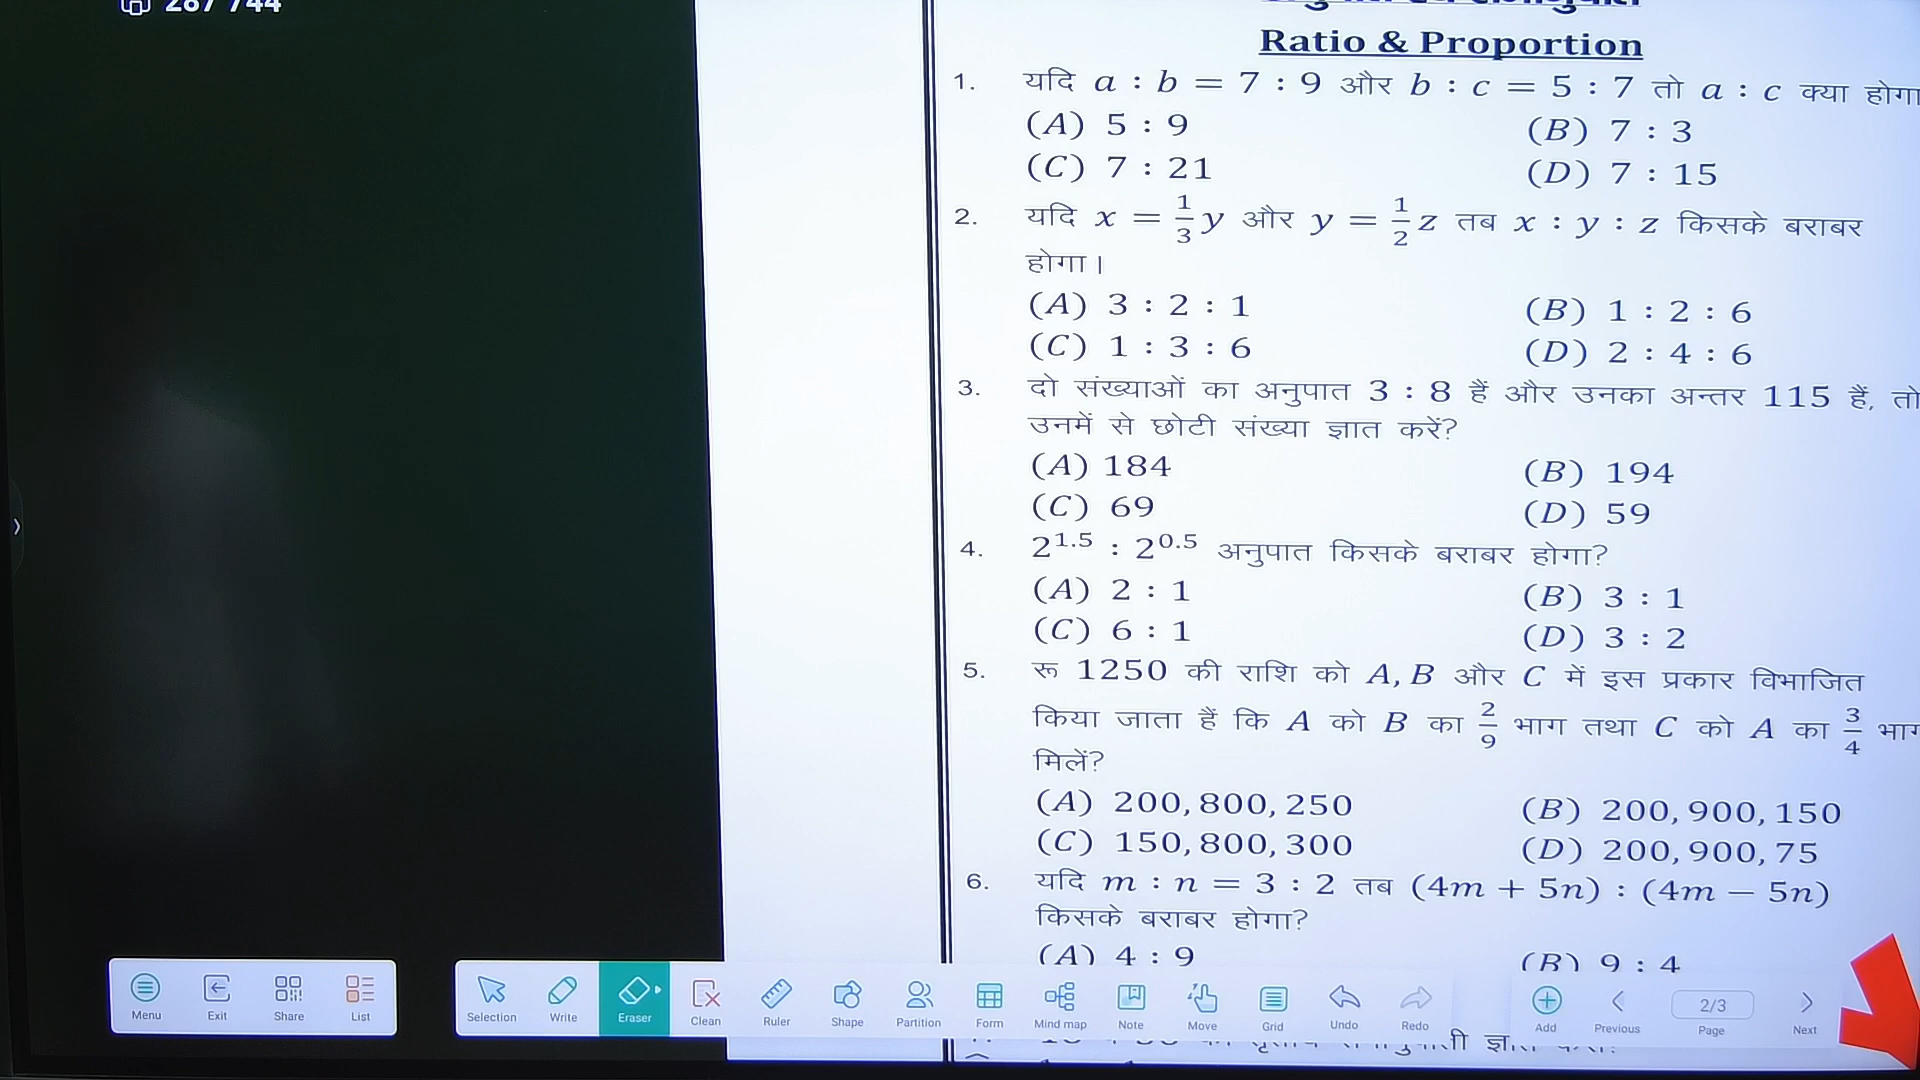 287 744
Ratio & Proportion
1. यदि a : b = 7 : 9 और b : c = 5 : 7 तो a : c क्या होगा
(A) 5 : 9 (B) 7 : 3
(C) 7 : 21 (D) 7 : 15
2. यदि x = 1/3 y और y = 1/2 z तब x : y : z किसके बराबर
होगा।
(A) 3 : 2 : 1 (B) 1 : 2 : 6
(C) 1 : 3 : 6 (D) 2 : 4 : 6
3. दो संख्याओं का अनुपात 3 : 8 हैं और उनका अन्तर 115 हैं, तो
उनमें से छोटी संख्या ज्ञात करें?
(A) 184 (B) 194
(C) 69 (D) 59
4. 2^1.5 : 2^0.5 अनुपात किसके बराबर होगा?
(A) 2 : 1 (B) 3 : 1
(C) 6 : 1 (D) 3 : 2
5. रू 1250 की राशि को A, B और C में इस प्रकार विभाजित
किया जाता हैं कि A को B का 2/9 भाग तथा C को A का 3/4 भाग
मिलें?
(A) 200, 800, 250 (B) 200, 900, 150
(C) 150, 800, 300 (D) 200, 900, 75
6. यदि m : n = 3 : 2 तब (4m + 5n) : (4m − 5n)
किसके बराबर होगा?
(A) 4 : 9 (B) 9 : 4
Menu Exit Share List Selection Write Eraser Clean Ruler Shape Partition Form Mind map Note Move Grid Undo Redo Add Previous 2/3 Page Next